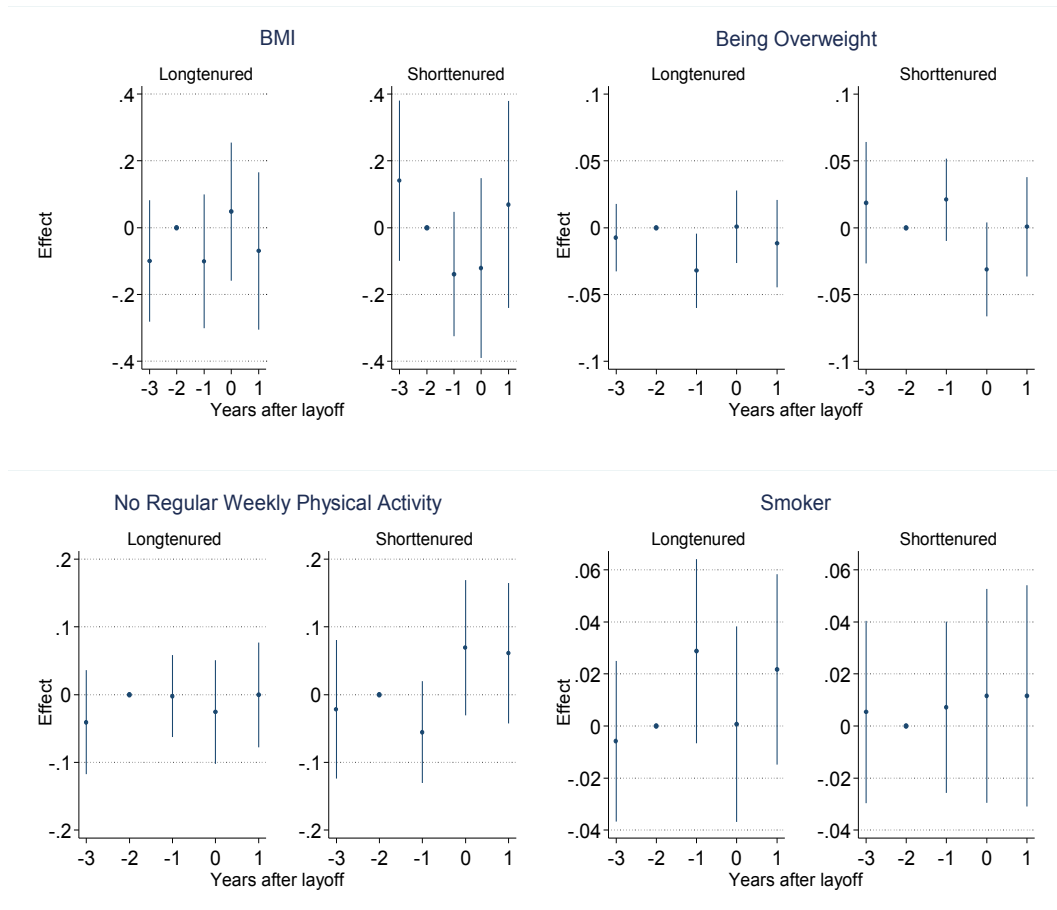 BMI
Longtenured
Shorttenured
Effect
.4
.2
0
-.2
-.4
.4
.2
0
-.2
-.4
-3 -2 -1 0 1
-3 -2 -1 0 1
Years after layoff
Being Overweight
Longtenured
Shorttenured
Effect
.1
.05
0
-.05
-.1
.1
.05
0
-.05
-.1
-3 -2 -1 0 1
-3 -2 -1 0 1
Years after layoff
No Regular Weekly Physical Activity
Longtenured
Shorttenured
Effect
.2
.1
0
-.1
-.2
.2
.1
0
-.1
-.2
-3 -2 -1 0 1
-3 -2 -1 0 1
Years after layoff
Smoker
Longtenured
Shorttenured
Effect
.06
.04
.02
0
-.02
-.04
.06
.04
.02
0
-.02
-.04
-3 -2 -1 0 1
-3 -2 -1 0 1
Years after layoff